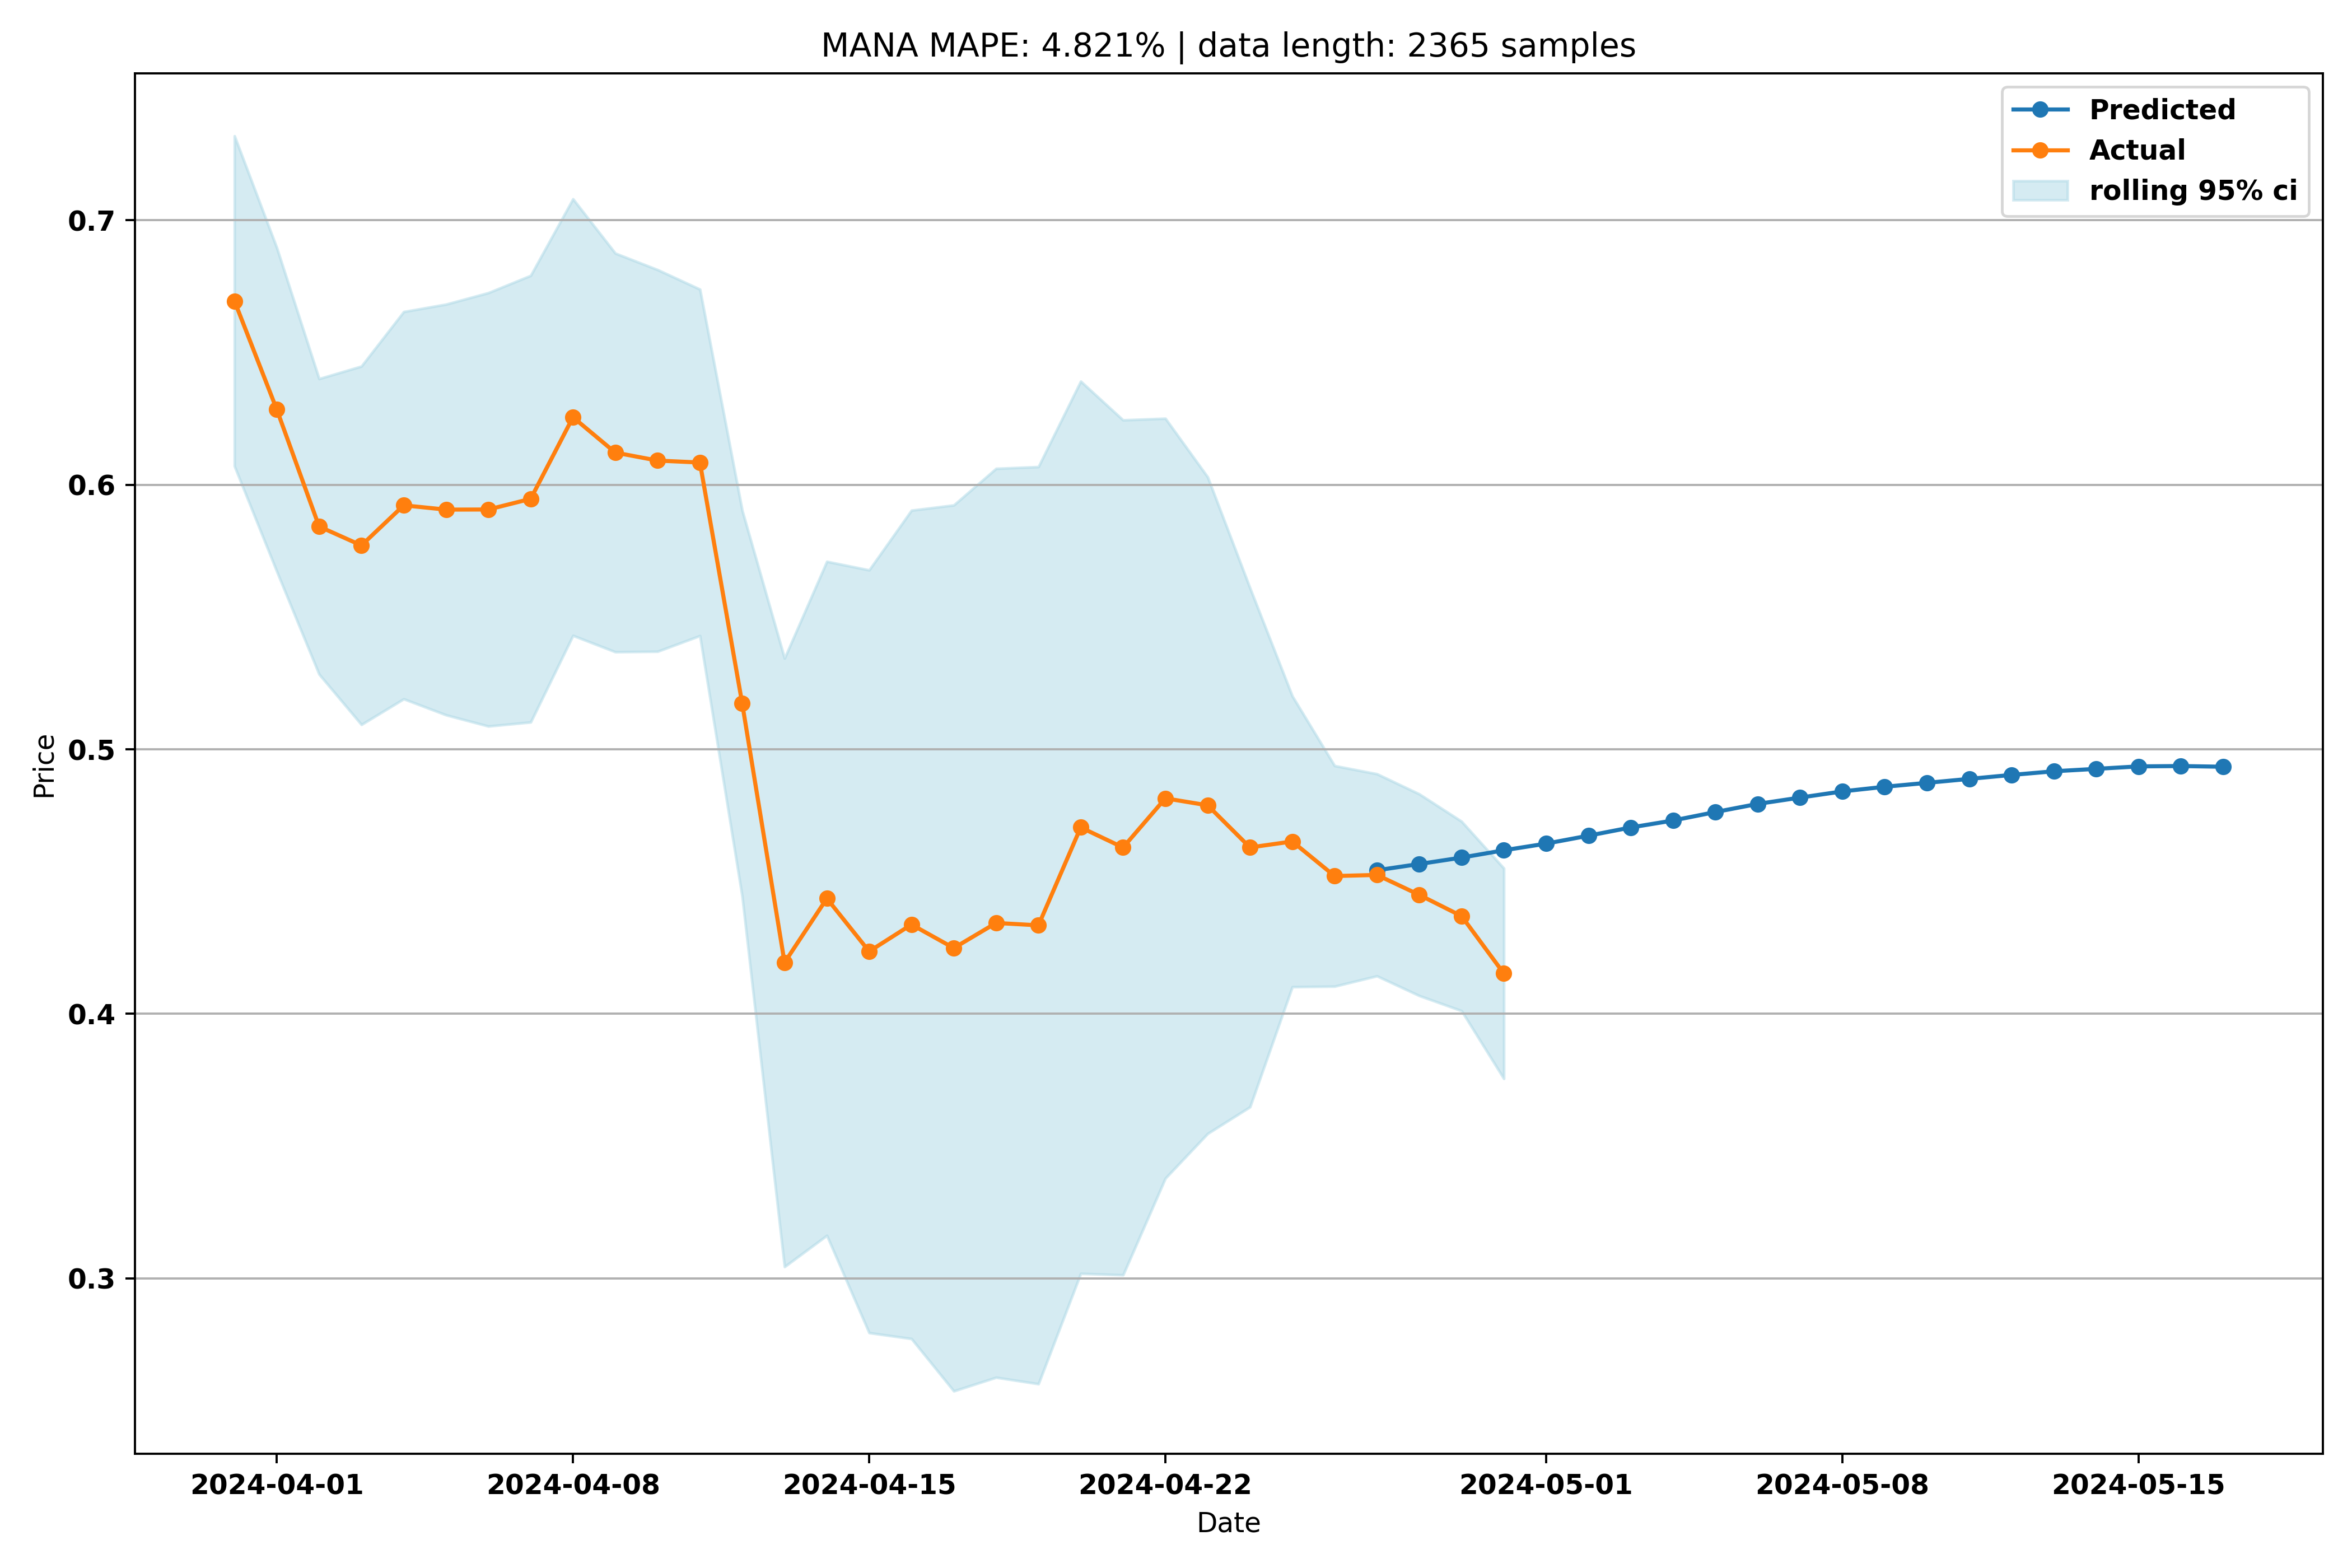 MANA MAPE: 4.821% | data length: 2365 samples
Predicted
Actual
rolling 95% ci
0.7
0.6
0.5
0.4
0.3
Price
2024-04-01
2024-04-08
2024-04-15
2024-04-22
2024-05-01
2024-05-08
2024-05-15
Date